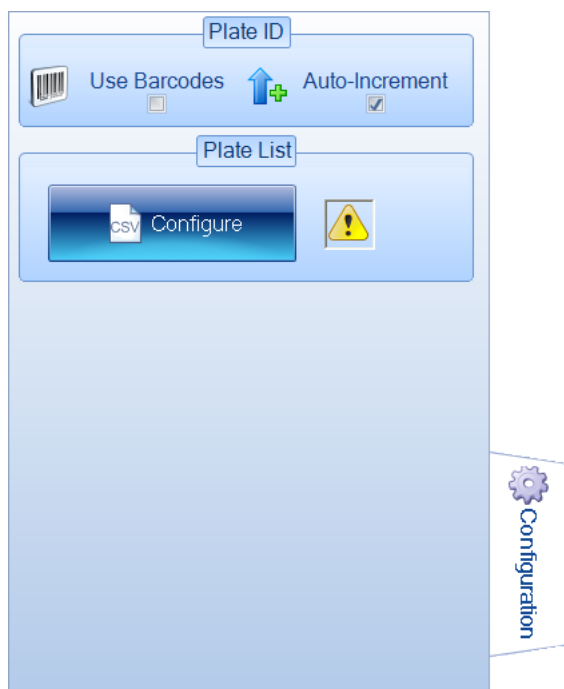 Plate ID
Use Barcodes
Auto-Increment
Plate List
CSV Configure
Configuration